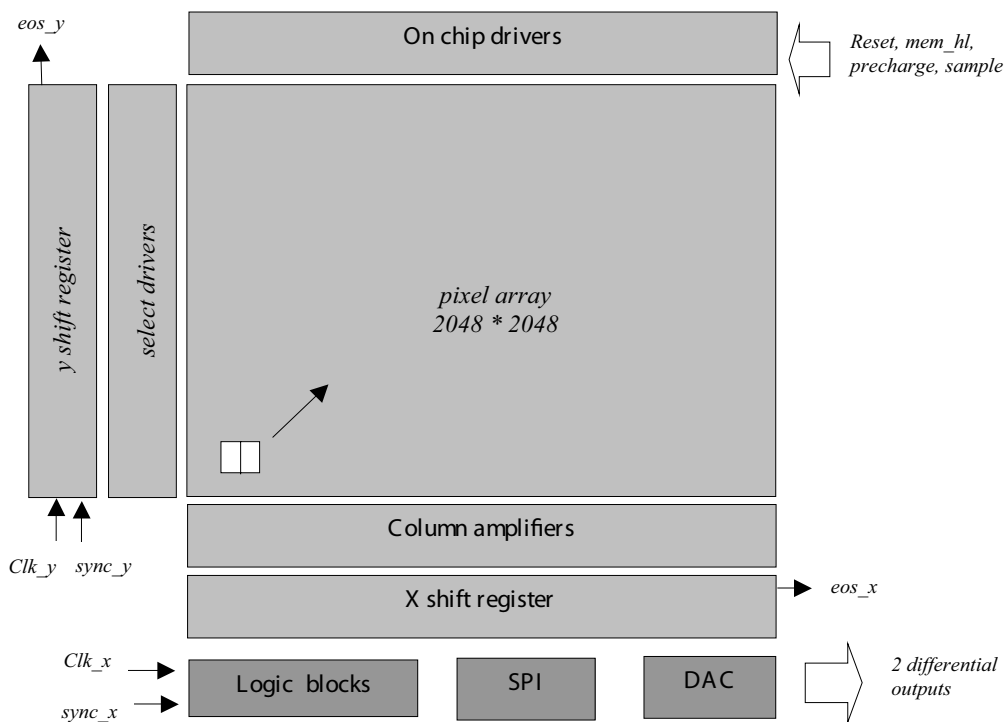 eos_y
On chip drivers
Reset, mem_hl,
precharge, sample
y shift register
select drivers
pixel array
2048 * 2048
Column amplifiers
Clk_y sync_y
X shift register
eos_x
Clk_x
sync_x
Logic blocks
SPI
DAC
2 differential
outputs